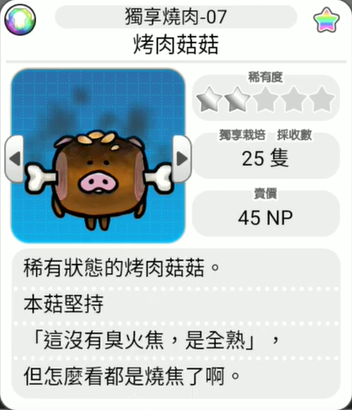 獨享燒肉-07
烤肉菇菇
稀有度
獨享栽培 採收數
25 隻
賣價
45 NP
稀有狀態的烤肉菇菇。
本菇堅持
「這沒有臭火焦，是全熟」，
但怎麼看都是燒焦了啊。